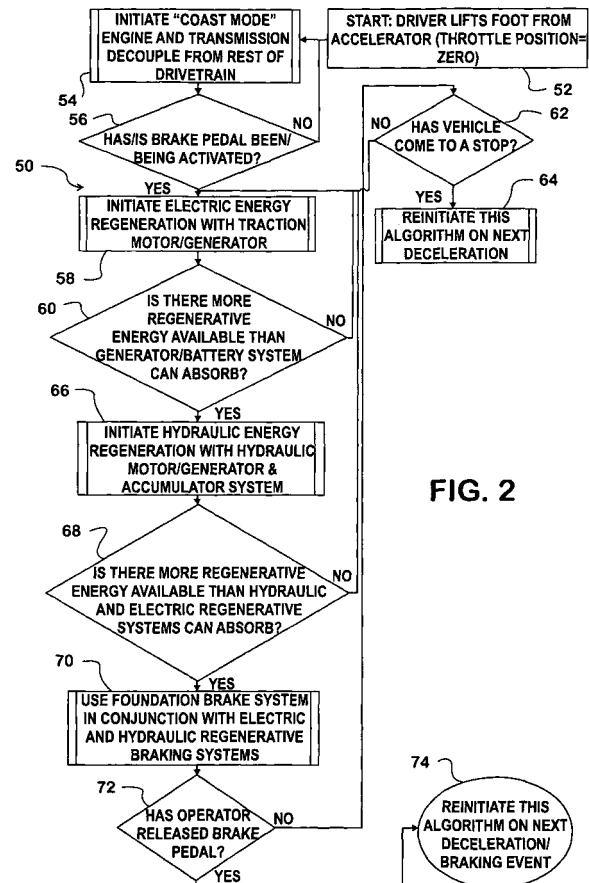 INITIATE “COAST MODE”
ENGINE AND TRANSMISSION
DECOUPLE FROM REST OF
DRIVETRAIN
54
START: DRIVER LIFTS FOOT FROM
ACCELERATOR (THROTTLE POSITION=
ZERO)
52
56
HAS/IS BRAKE PEDAL BEEN/
BEING ACTIVATED?
NO
YES
62
HAS VEHICLE
COME TO A STOP?
NO
YES
64
REINITIATE THIS
ALGORITHM ON NEXT
DECELERATION
50
INITIATE ELECTRIC ENERGY
REGENERATION WITH TRACTION
MOTOR/GENERATOR
58
60
IS THERE MORE
REGENERATIVE
ENERGY AVAILABLE THAN
GENERATOR/BATTERY SYSTEM
CAN ABSORB?
NO
YES
66
INITIATE HYDRAULIC ENERGY
REGENERATION WITH HYDRAULIC
MOTOR/GENERATOR &
ACCUMULATOR SYSTEM
FIG. 2
68
IS THERE MORE REGENERATIVE
ENERGY AVAILABLE THAN HYDRAULIC
AND ELECTRIC REGENERATIVE
SYSTEMS CAN ABSORB?
NO
YES
70
USE FOUNDATION BRAKE SYSTEM
IN CONJUNCTION WITH ELECTRIC
AND HYDRAULIC REGENERATIVE
BRAKING SYSTEMS
72
HAS OPERATOR
RELEASED BRAKE
PEDAL?
NO
YES
74
REINITIATE THIS
ALGORITHM ON NEXT
DECELERATION/
BRAKING EVENT